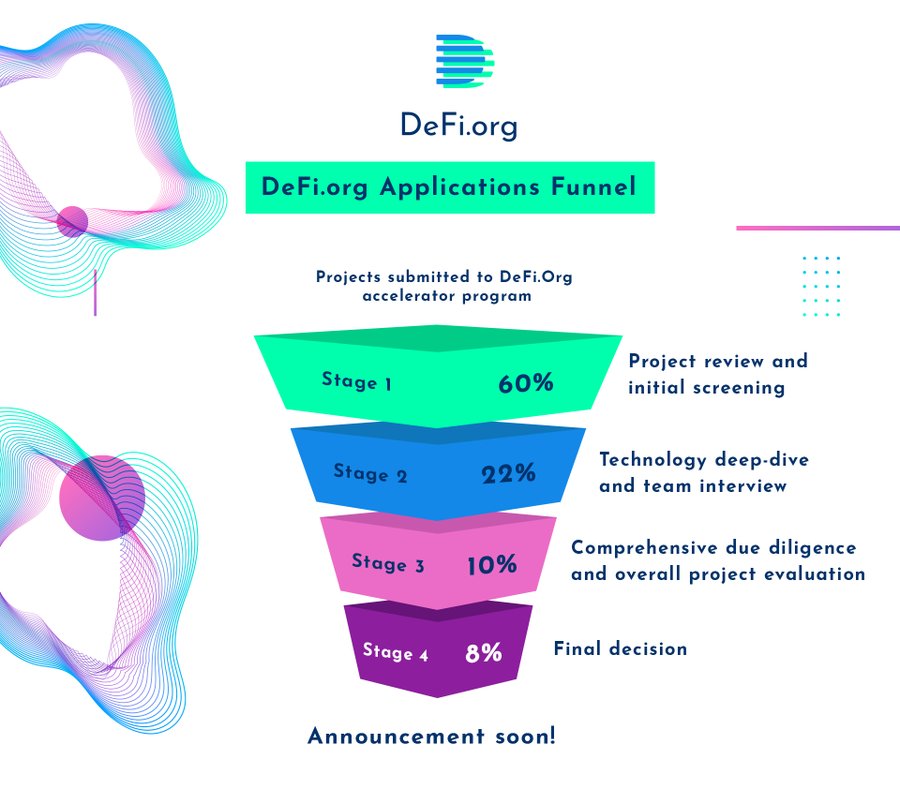 DeFi.org
DeFi.org Applications Funnel
Projects submitted to DeFi.Org
accelerator program
Stage 1 60%
Project review and
initial screening
Stage 2 22%
Technology deep-dive
and team interview
Stage 3 10%
Comprehensive due diligence
and overall project evaluation
Stage 4 8%
Final decision
Announcement soon!